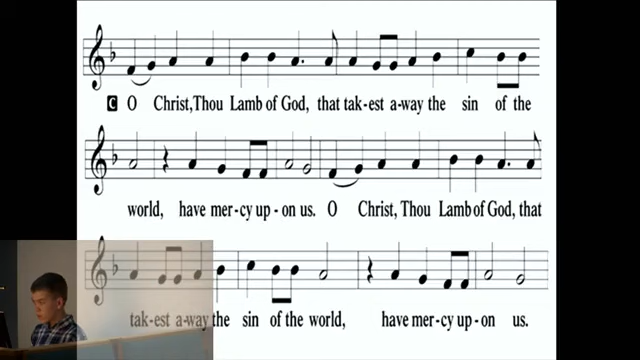 C O Christ, Thou Lamb of God, that tak-est a-way the sin of the
world, have mer-cy up-on us. O Christ, Thou Lamb of God, that
tak-est a-way the sin of the world, have mer-cy up-on us.